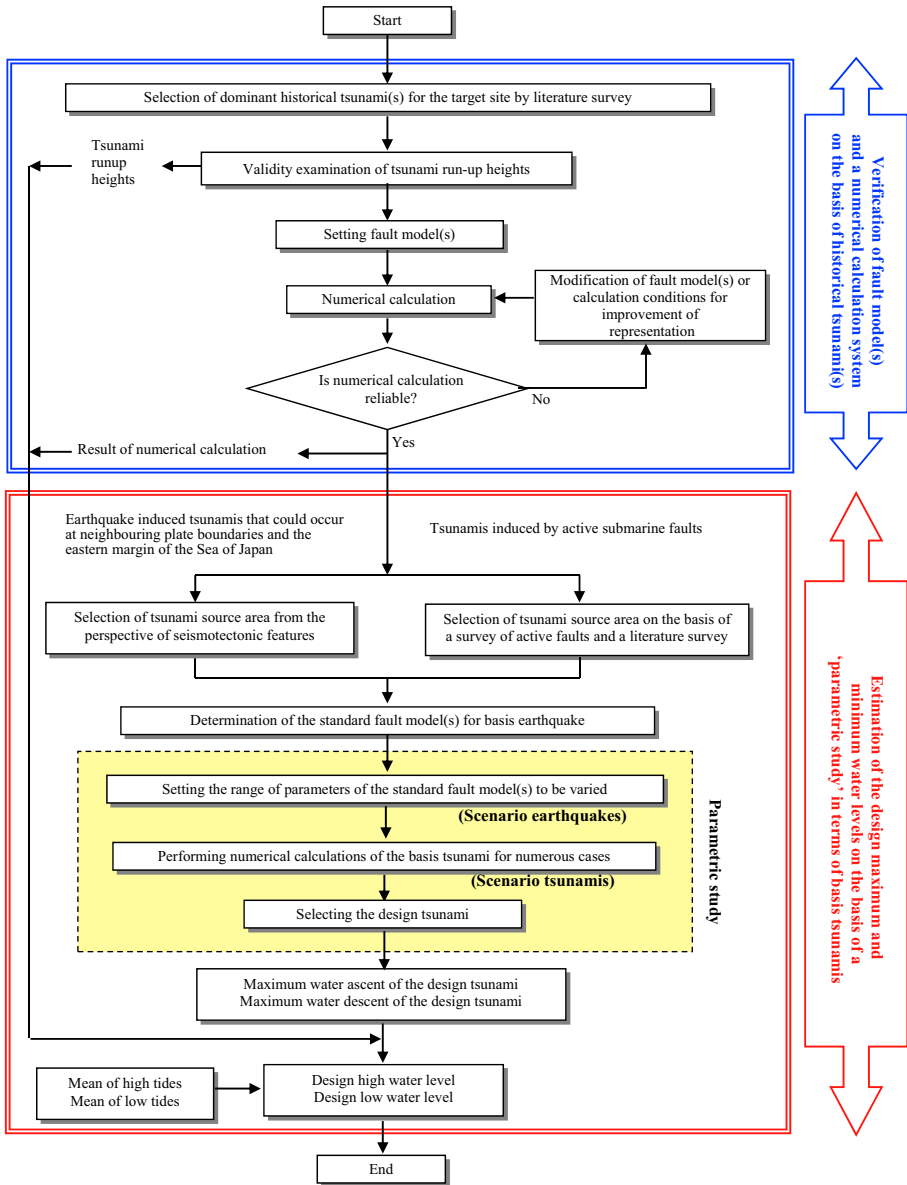 Start
Selection of dominant historical tsunami(s) for the target site by literature survey
Tsunami
runup
heights
Validity examination of tsunami run-up heights
Setting fault model(s)
Numerical calculation
Modification of fault model(s) or
calculation conditions for
improvement of
representation
Is numerical calculation
reliable?
No
Yes
Result of numerical calculation
Verification of fault model(s)
and a numerical calculation system
on the basis of historical tsunami(s)
Earthquake induced tsunamis that could occur
at neighbouring plate boundaries and the
eastern margin of the Sea of Japan
Tsunamis induced by active submarine faults
Selection of tsunami source area from the
perspective of seismotectonic features
Selection of tsunami source area on the basis of
a survey of active faults and a literature survey
Determination of the standard fault model(s) for basis earthquake
Setting the range of parameters of the standard fault model(s) to be varied
(Scenario earthquakes)
Performing numerical calculations of the basis tsunami for numerous cases
(Scenario tsunamis)
Selecting the design tsunami
Parametric study
Maximum water ascent of the design tsunami
Maximum water descent of the design tsunami
Mean of high tides
Mean of low tides
Design high water level
Design low water level
End
Estimation of the design maximum and
minimum water levels on the basis of a
'parametric study' in terms of basis tsunamis